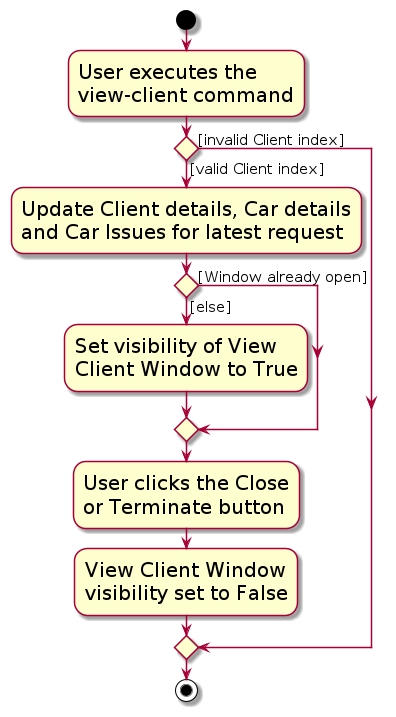 User executes the
view-client command
[invalid Client index]
[valid Client index]
Update Client details, Car details
and Car Issues for latest request
[Window already open]
[else]
Set visibility of View
Client Window to True
User clicks the Close
or Terminate button
View Client Window
visibility set to False